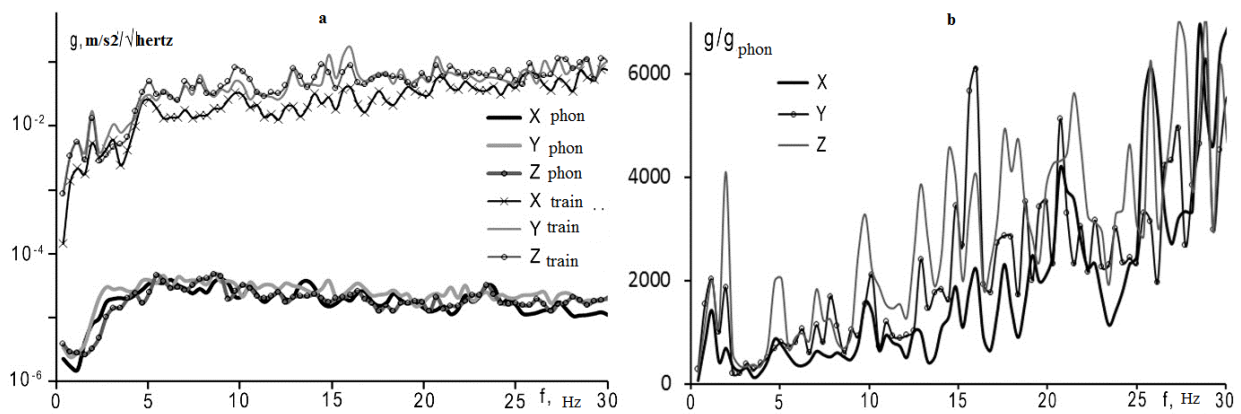 a
g, m/s2/√hertz
10-2
10-4
10-6
X phon
Y phon
Z phon
X train ..
Y train
Z train
0 5 10 15 20 25 30
f, Hz
b
g/g phon
6000
4000
2000
0
X
Y
Z
0 5 10 15 20 25 30
f, Hz